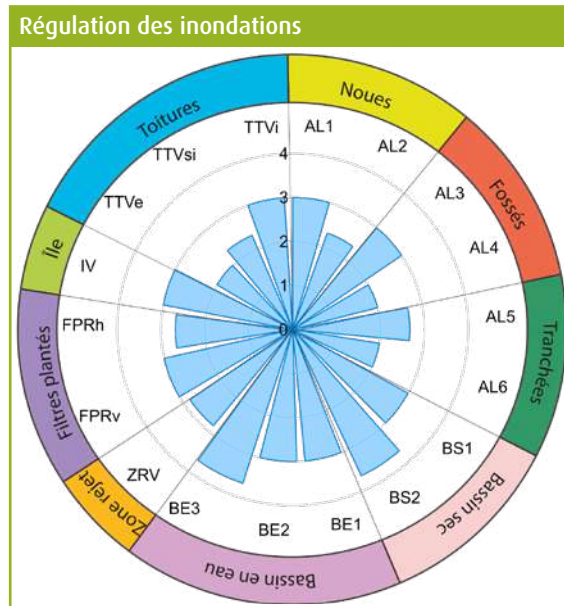 Régulation des inondations
Toitures
Noues
Fossés
Tranchées
Bassin sec
Bassin en eau
Zone rejet
Filtres plantés
Île
TTVi
AL1
AL2
AL3
AL4
AL5
AL6
BS1
BS2
BE1
BE2
BE3
ZRV
FPRv
FPRh
IV
TTVe
TTVsi
4
3
2
1
0